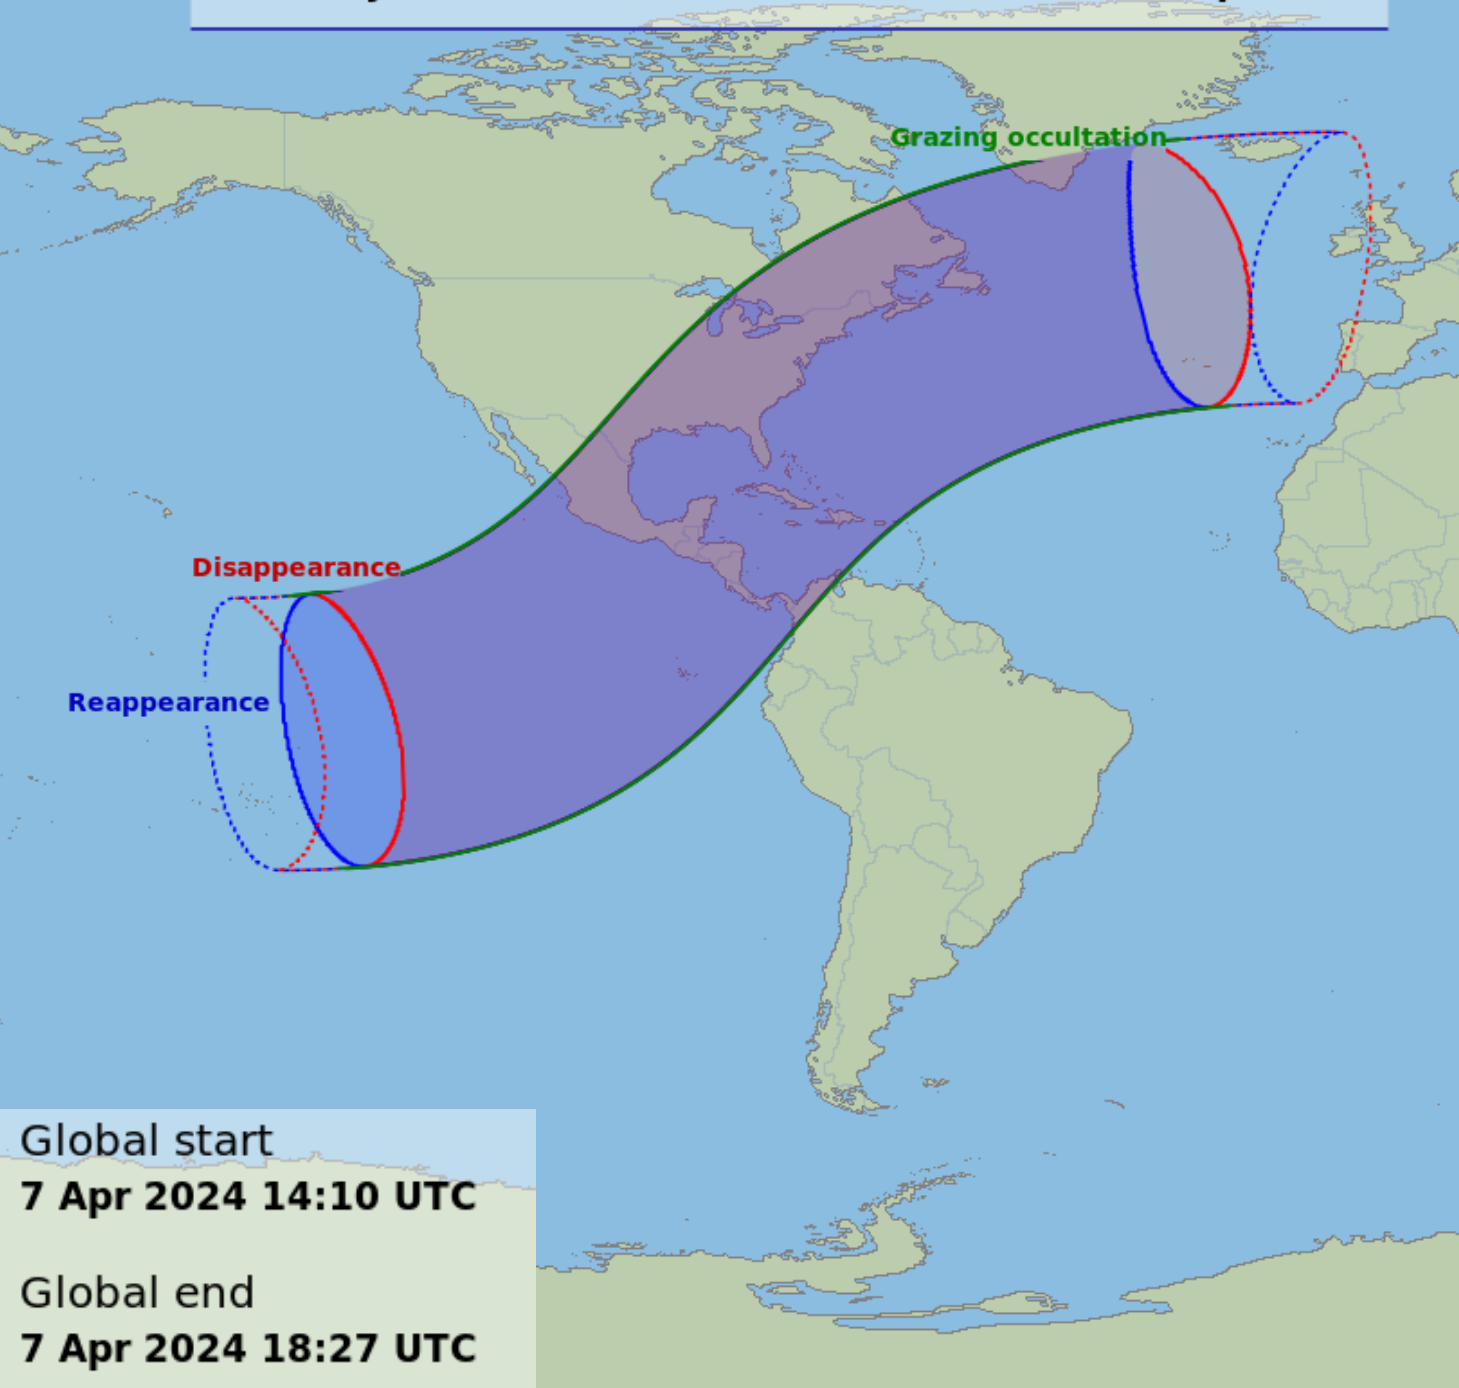 Grazing occultation
Disappearance
Reappearance
Global start
7 Apr 2024 14:10 UTC
Global end
7 Apr 2024 18:27 UTC